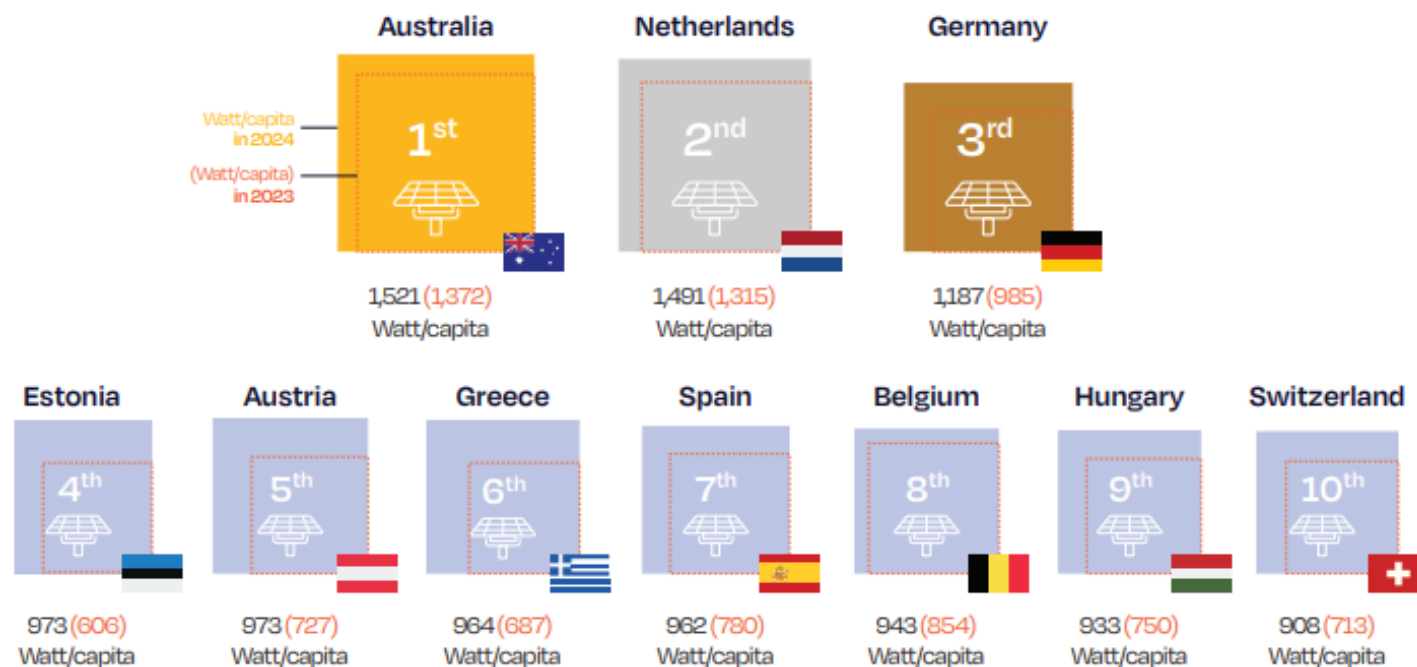 Australia
Netherlands
Germany
Watt/capita
in 2024
(Watt/capita)
in 2023
1st
2nd
3rd
1,521 (1,372)
Watt/capita
1,491 (1,315)
Watt/capita
1,187 (985)
Watt/capita
Estonia
Austria
Greece
Spain
Belgium
Hungary
Switzerland
4th
5th
6th
7th
8th
9th
10th
973 (606)
Watt/capita
973 (727)
Watt/capita
964 (687)
Watt/capita
962 (780)
Watt/capita
943 (854)
Watt/capita
933 (750)
Watt/capita
908 (713)
Watt/capita